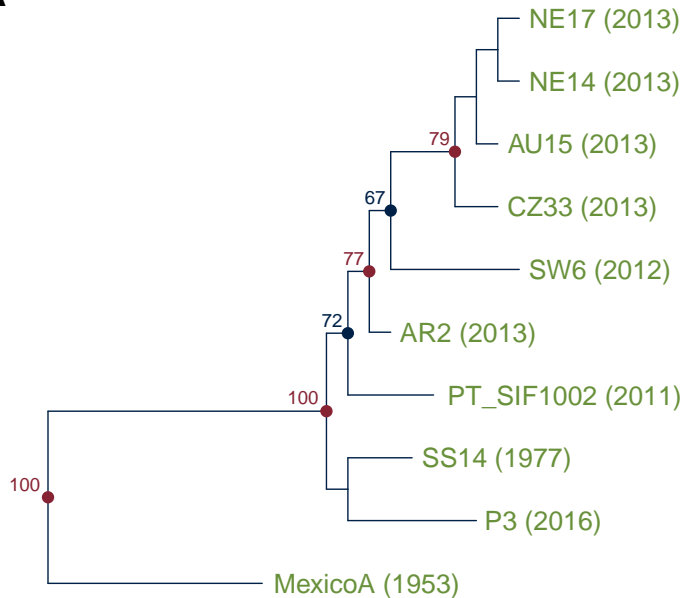 NE17 (2013)
NE14 (2013)
79
AU15 (2013)
67
CZ33 (2013)
77
SW6 (2012)
72
AR2 (2013)
100
PT_SIF1002 (2011)
SS14 (1977)
100
P3 (2016)
MexicoA (1953)